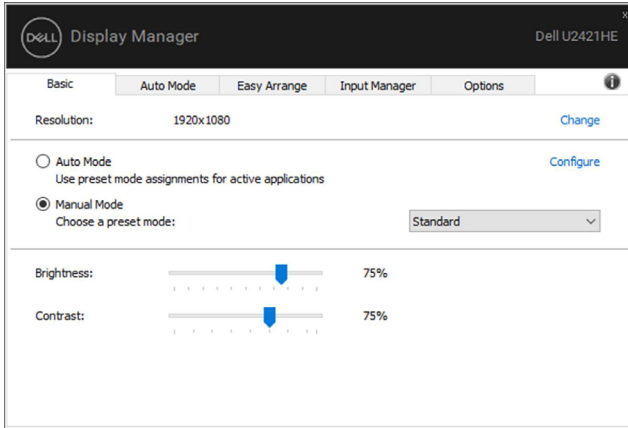 DELL Display Manager
Dell U2421HE
x
Basic Auto Mode Easy Arrange Input Manager Options
Resolution: 1920x1080 Change
Auto Mode Configure
Use preset mode assignments for active applications
Manual Mode
Choose a preset mode: Standard
Brightness: 75%
Contrast: 75%